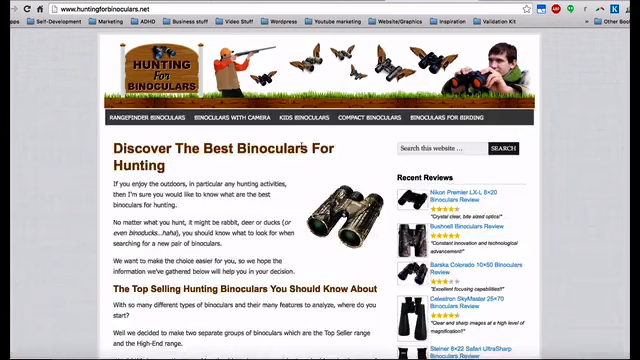 www.huntingforbinoculars.net
Self-Development
Marketing
ADHD
Business stuff
Video Stuff
Wordpress
Youtube marketing
Website/Graphics
Inspiration
Validation Kit
Other Boo
HUNTING
For
BINOCULARS
RANGEFINDER BINOCULARS
BINOCULARS WITH CAMERA
KIDS BINOCULARS
COMPACT BINOCULARS
BINOCULARS FOR BIRDING
Discover The Best Binoculars For
Hunting
If you enjoy the outdoors, in particular any hunting activities,
then I'm sure you would like to know what are the best
binoculars for hunting.
No matter what you hunt, it might be rabbit, deer or ducks (or
even binoducks...haha), you should know what to look for when
searching for a new pair of binoculars.
We want to make the choice easier for you, so we hope the
information we've gathered below will help you in your decision.
The Top Selling Hunting Binoculars You Should Know About
With so many different types of binoculars and their many features to analyze, where do you
start?
Well we decided to make two separate groups of binoculars which are the Top Seller range
and the High-End range.
Search this website ...
SEARCH
Recent Reviews
Nikon Premier LX-L 8×20
Binoculars Review
"Crystal clear, bite sized optics!"
Bushnell Binoculars Review
"Constant innovation and technological
advancement!"
Barska Colorado 10×50 Binoculars
Review
"Excellent focusing capabilities!!"
Celestron SkyMaster 25×70
Binoculars Review
"Clear and sharp images at a high level of
magnification!"
Steiner 8×22 Safari UltraSharp
Binoculars Review